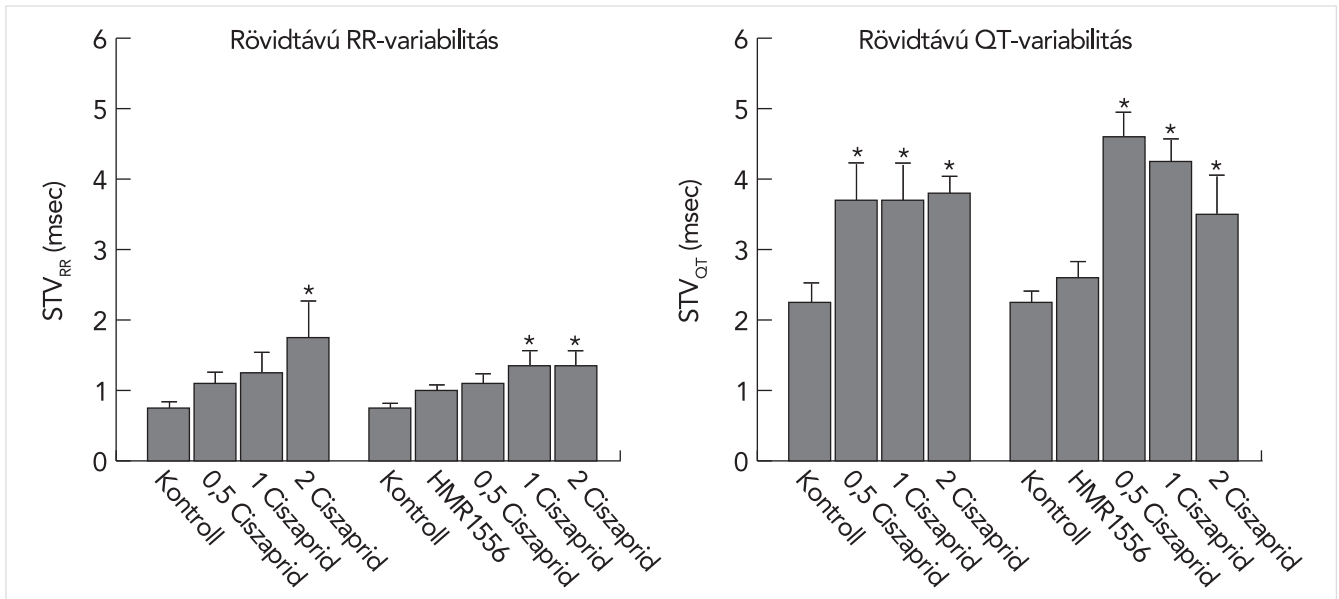 Rövidtávú RR-variabilitás
6
5
4
3
2
1
0
STV_RR (msec)
*
*
*
Kontroll
0,5 Ciszaprid
1 Ciszaprid
2 Ciszaprid
Kontroll
HMR1556
0,5 Ciszaprid
1 Ciszaprid
2 Ciszaprid
Rövidtávú QT-variabilitás
6
5
4
3
2
1
0
STV_QT (msec)
*
*
*
*
*
*
Kontroll
0,5 Ciszaprid
1 Ciszaprid
2 Ciszaprid
Kontroll
HMR1556
0,5 Ciszaprid
1 Ciszaprid
2 Ciszaprid